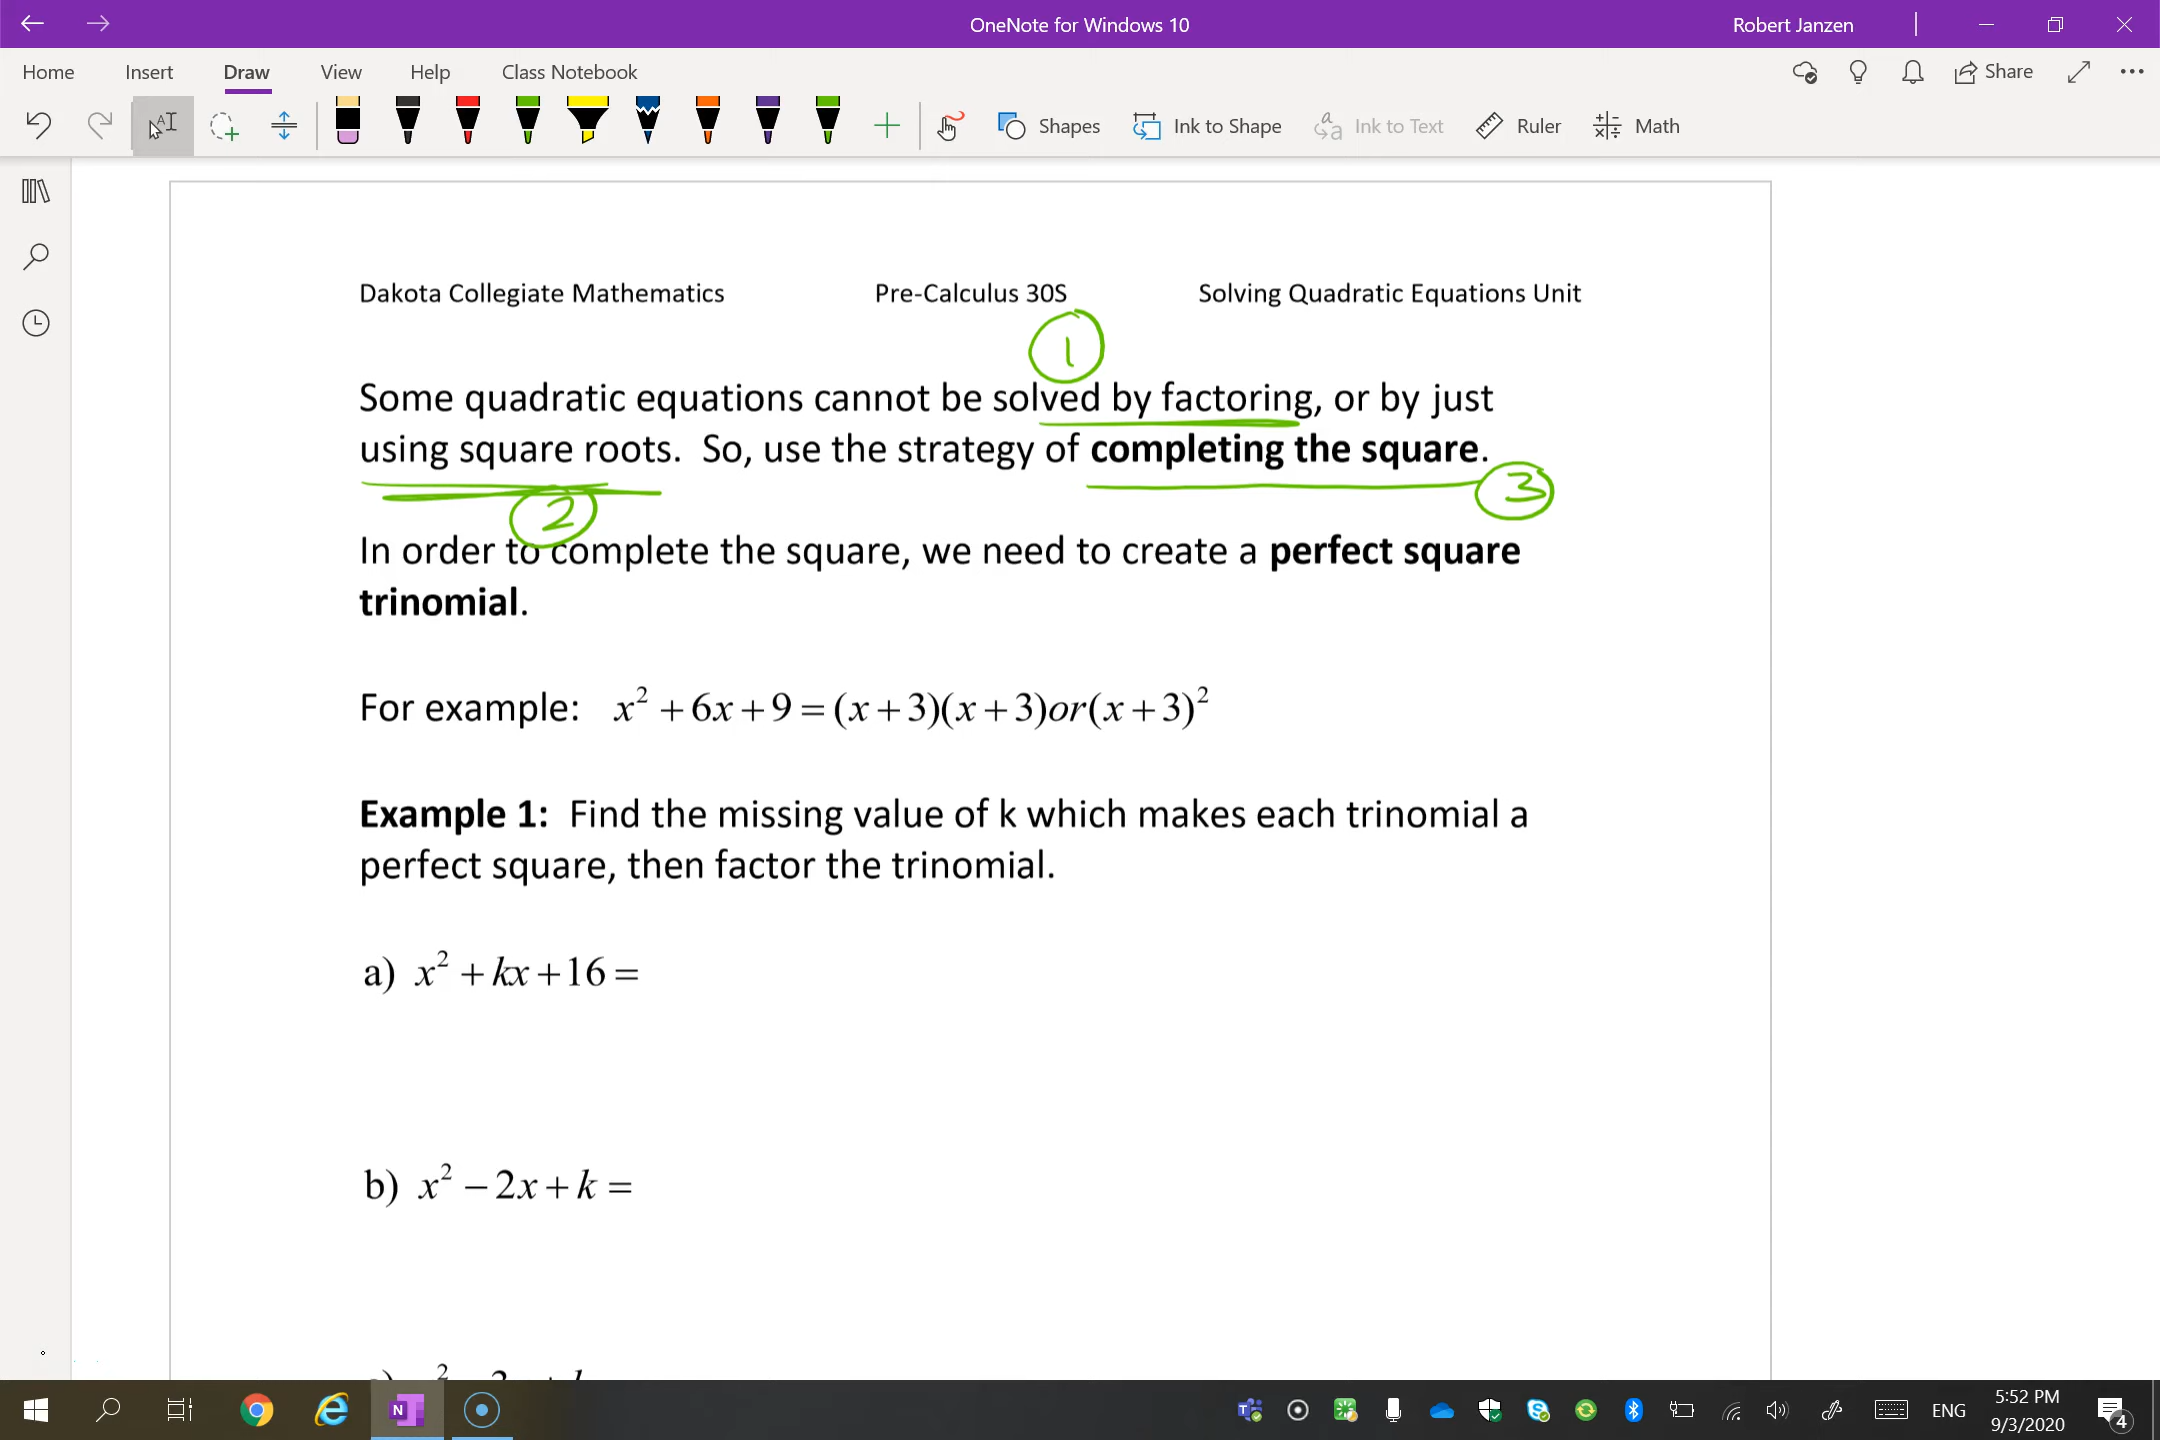 OneNote for Windows 10
Robert Janzen
Home Insert Draw View Help Class Notebook
Share
Shapes Ink to Shape Ink to Text Ruler Math
Dakota Collegiate Mathematics Pre-Calculus 30S Solving Quadratic Equations Unit
1
Some quadratic equations cannot be solved by factoring, or by just
using square roots. So, use the strategy of completing the square.
2 3
In order to complete the square, we need to create a perfect square
trinomial.
For example: x² + 6x + 9 = (x + 3)(x + 3)or(x + 3)²
Example 1: Find the missing value of k which makes each trinomial a
perfect square, then factor the trinomial.
a) x² + kx + 16 =
b) x² − 2x + k =
ENG
5:52 PM
9/3/2020
4